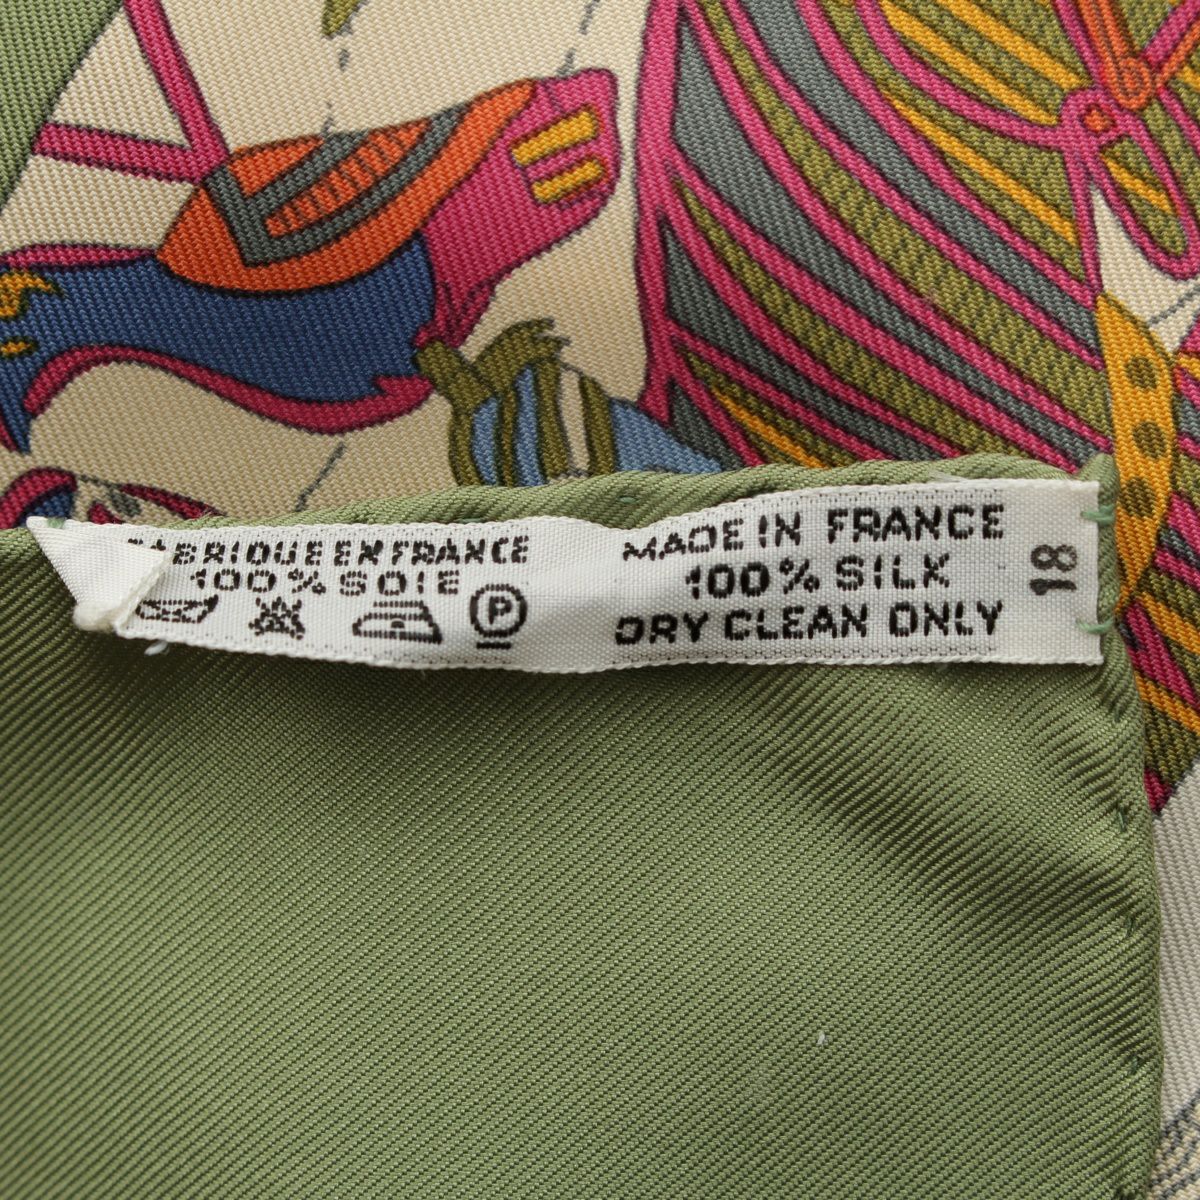 FABRIQUE EN FRANCE
100% SOIE
P
MADE IN FRANCE
100% SILK
DRY CLEAN ONLY
18